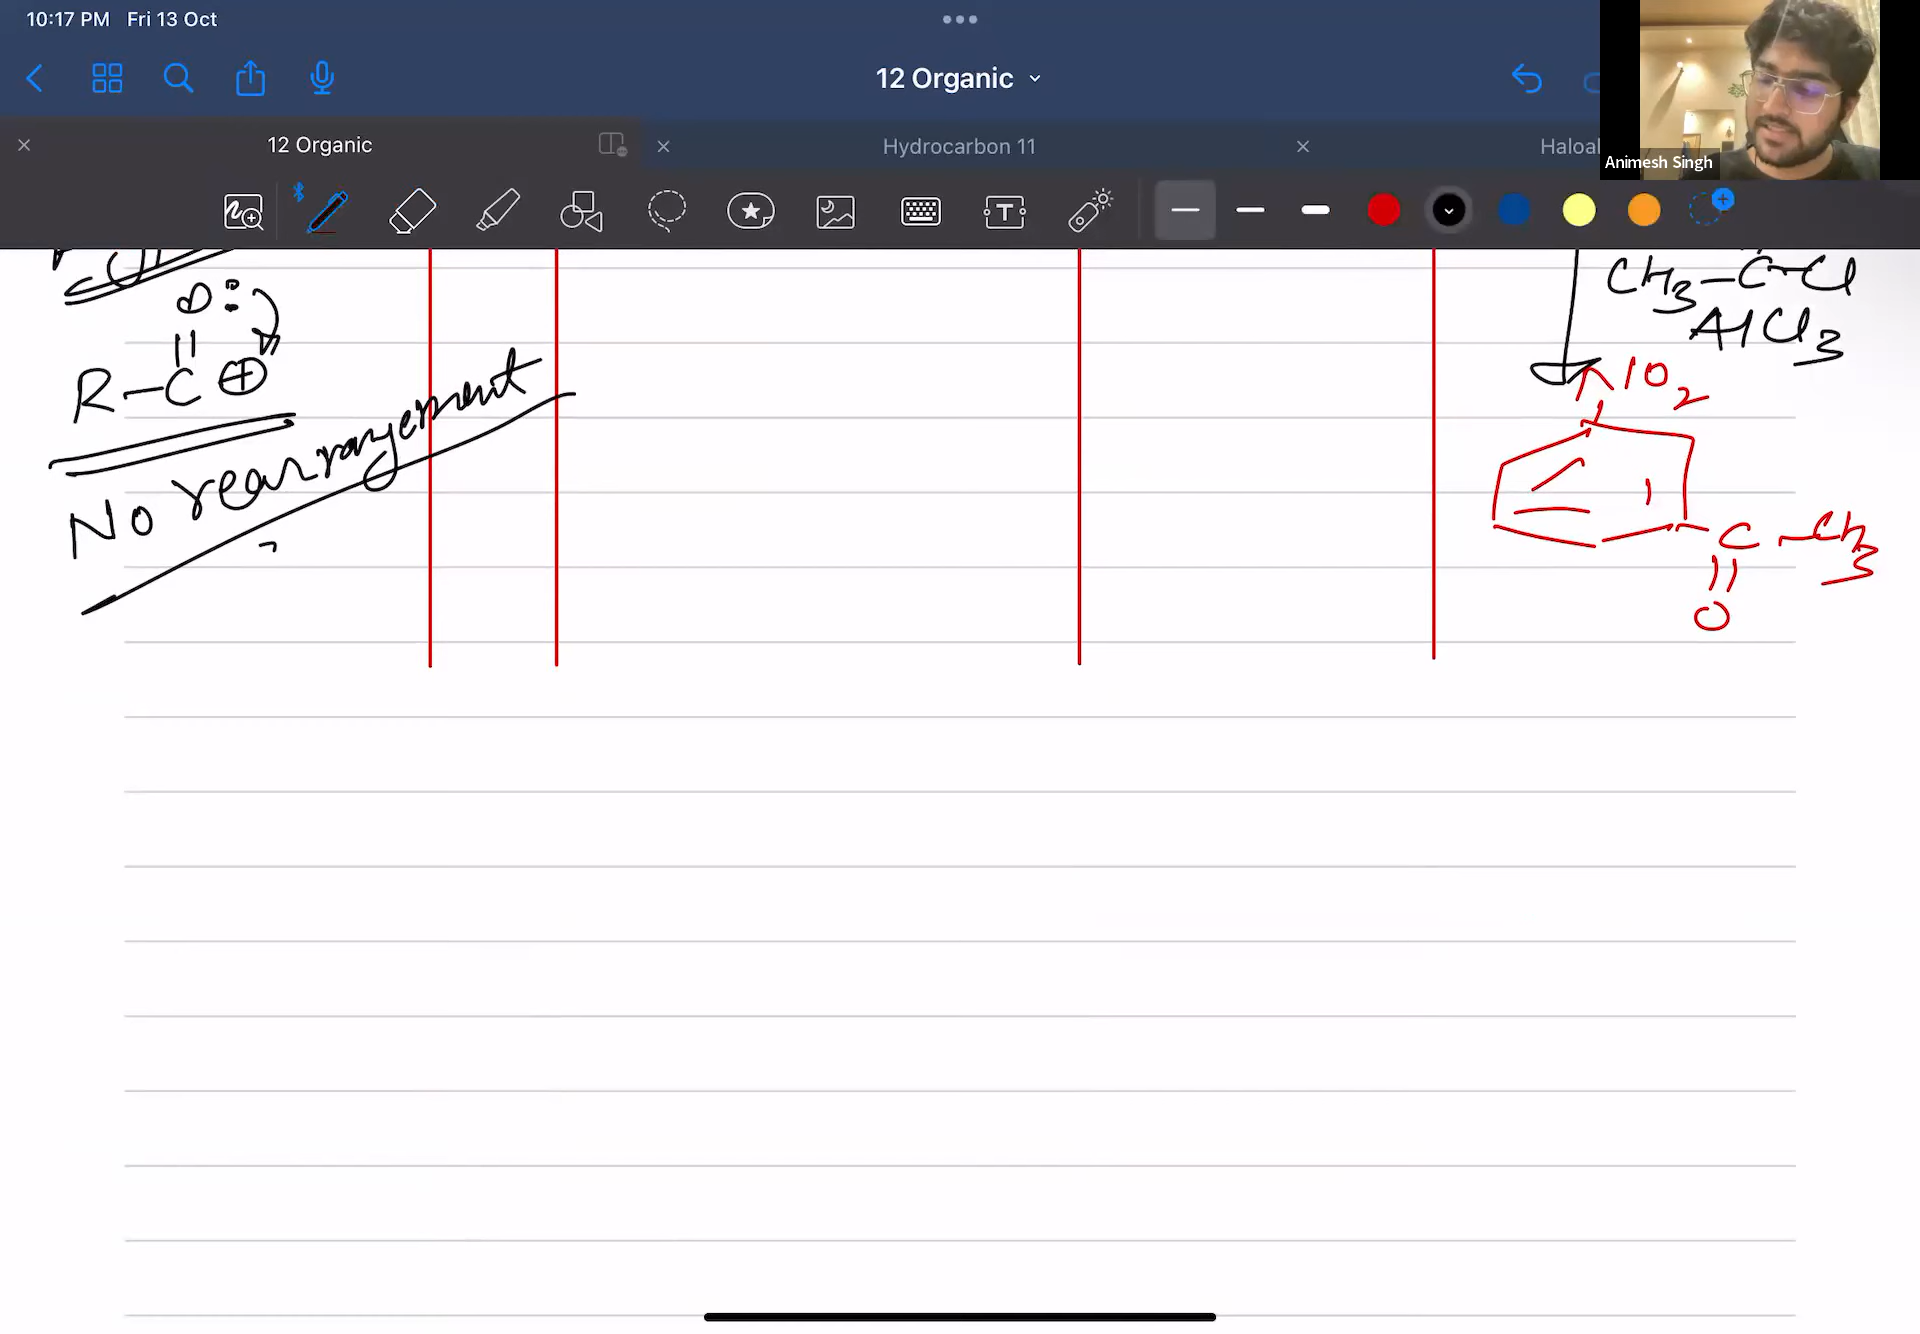 10:17 PM Fri 13 Oct
12 Organic
12 Organic
Hydrocarbon 11
Haloal
Animesh Singh
T
CH3-C-Cl
AlCl3
O:
||
R-C ⊕
No rearrangement
NO2
C-CH3
||
O